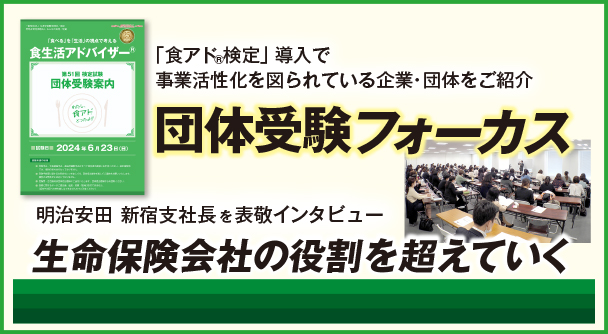 「食べる」を「生活」の視点で考える
食生活アドバイザー®
第51回 検定試験
団体受験案内
食アド
2024年6月23日(日)
「食アド®検定」導入で
事業活性化を図られている企業・団体をご紹介
団体受験フォーカス
明治安田 新宿支社長を表敬インタビュー
生命保険会社の役割を超えていく